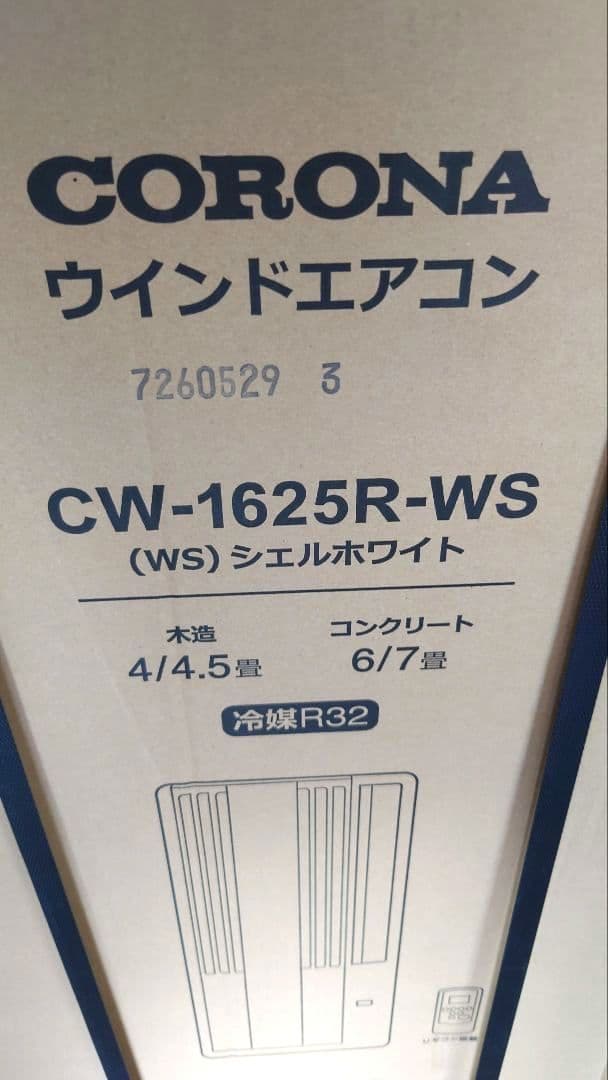 CORONA
ウインドエアコン
7260529 3
CW-1625R-WS
(WS)シェルホワイト
木造 コンクリート
4/4.5畳 6/7畳
冷媒R32